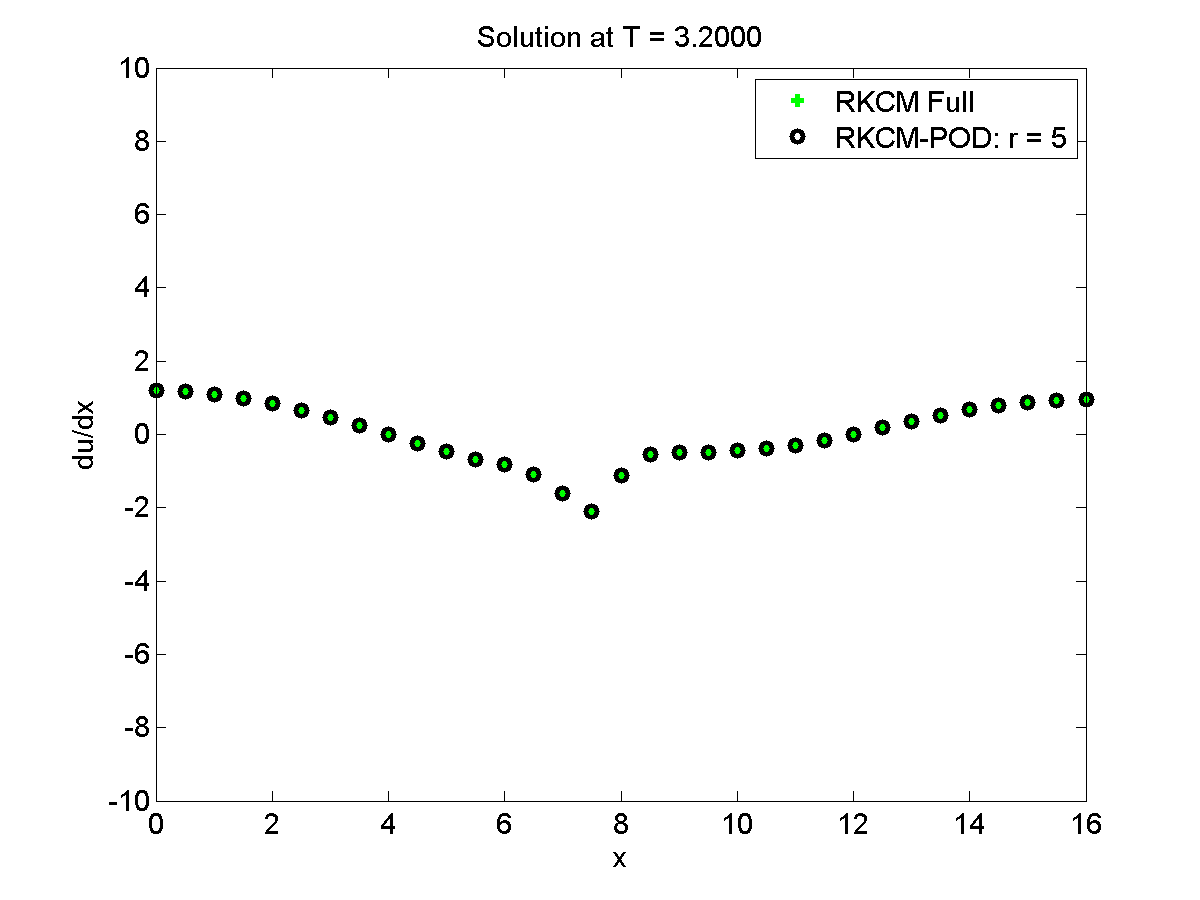 Solution at T = 3.2000
RKCM Full
RKCM-POD: r = 5
10
8
6
4
2
0
-2
-4
-6
-8
-10
du/dx
0 2 4 6 8 10 12 14 16
x